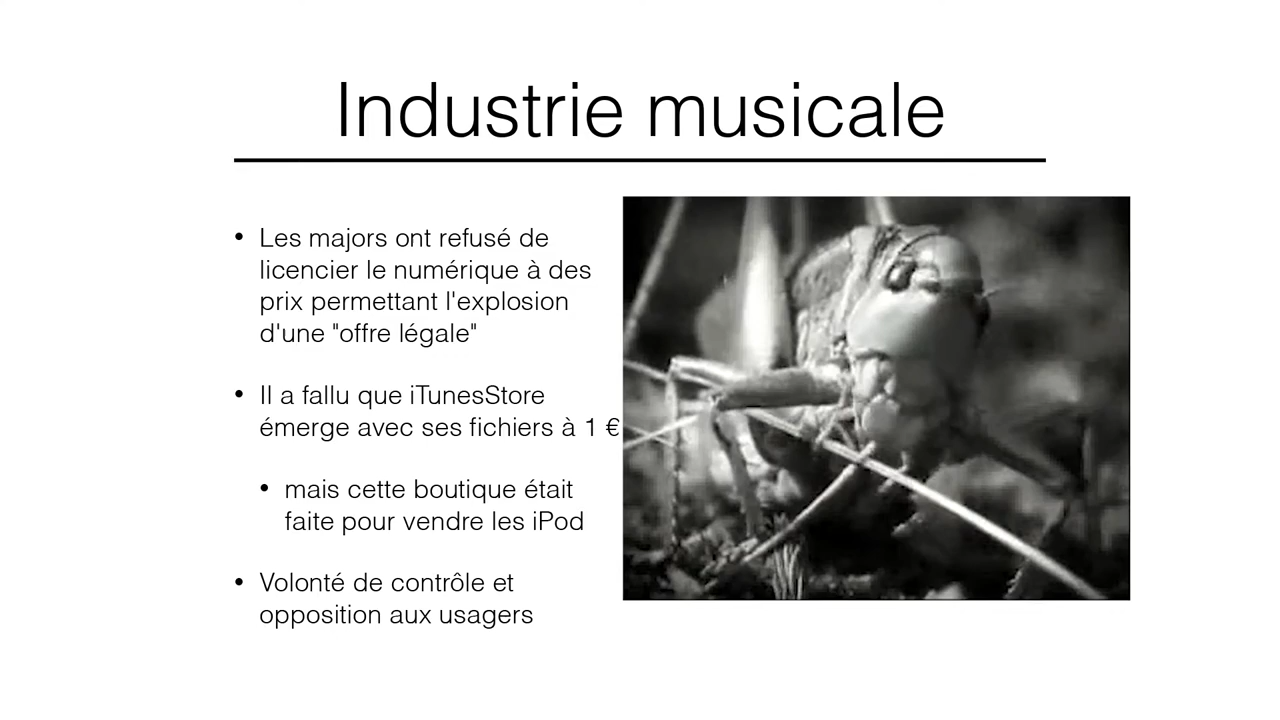 Industrie musicale
• Les majors ont refusé de
licencier le numérique à des
prix permettant l'explosion
d'une "offre légale"
• Il a fallu que iTunesStore
émerge avec ses fichiers à 1 €
• mais cette boutique était
faite pour vendre les iPod
• Volonté de contrôle et
opposition aux usagers